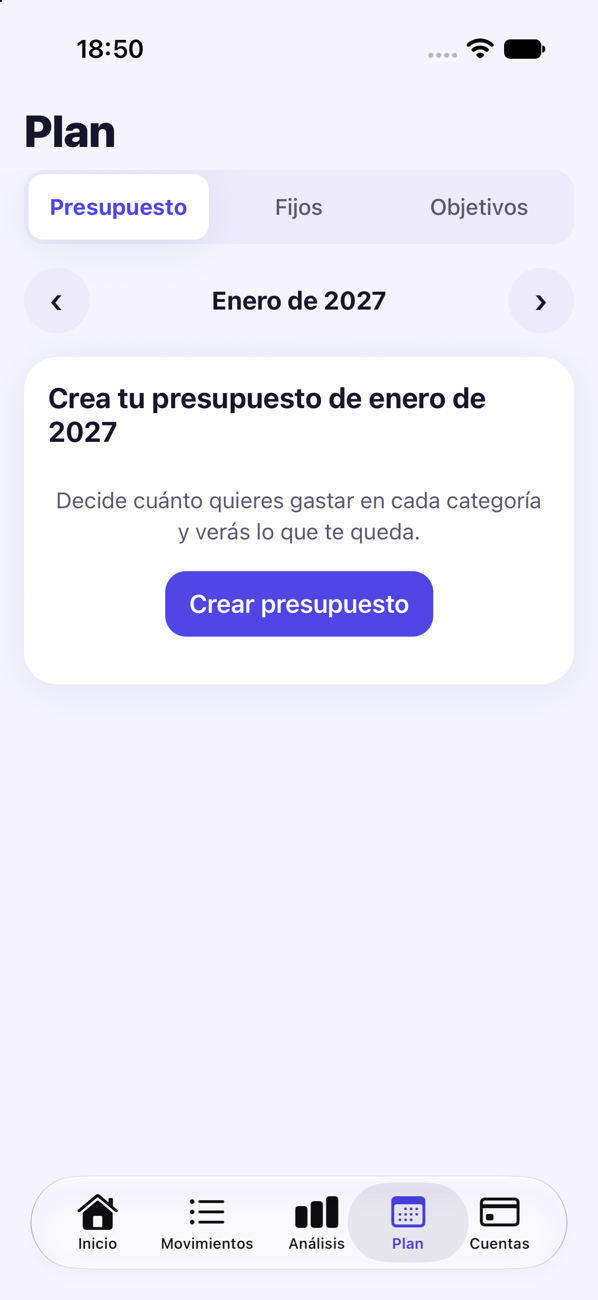 18:50
Plan
Presupuesto
Fijos
Objetivos
‹
Enero de 2027
›
Crea tu presupuesto de enero de
2027
Decide cuánto quieres gastar en cada categoría
y verás lo que te queda.
Crear presupuesto
Inicio
Movimientos
Análisis
Plan
Cuentas